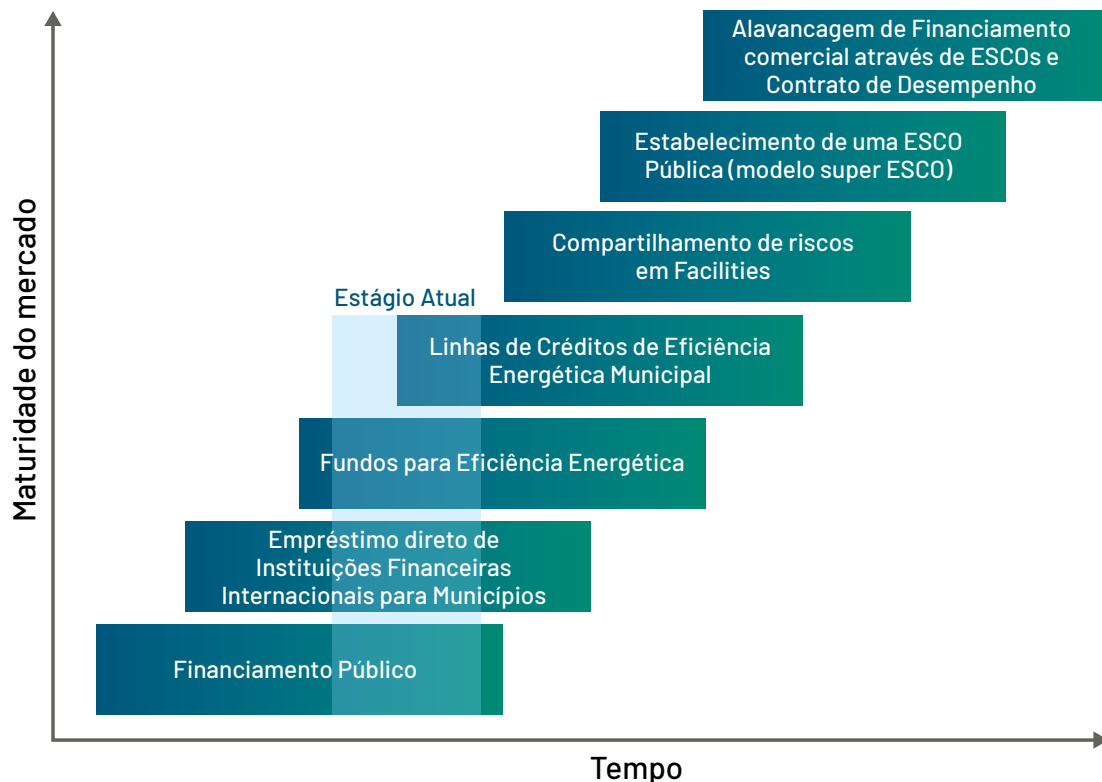 Alavancagem de Financiamento
comercial através de ESCOs e
Contrato de Desempenho
Estabelecimento de uma ESCO
Pública (modelo super ESCO)
Compartilhamento de riscos
em Facilities
Estágio Atual
Linhas de Créditos de Eficiência
Energética Municipal
Fundos para Eficiência Energética
Empréstimo direto de
Instituições Financeiras
Internacionais para Municípios
Financiamento Público
Maturidade do mercado
Tempo